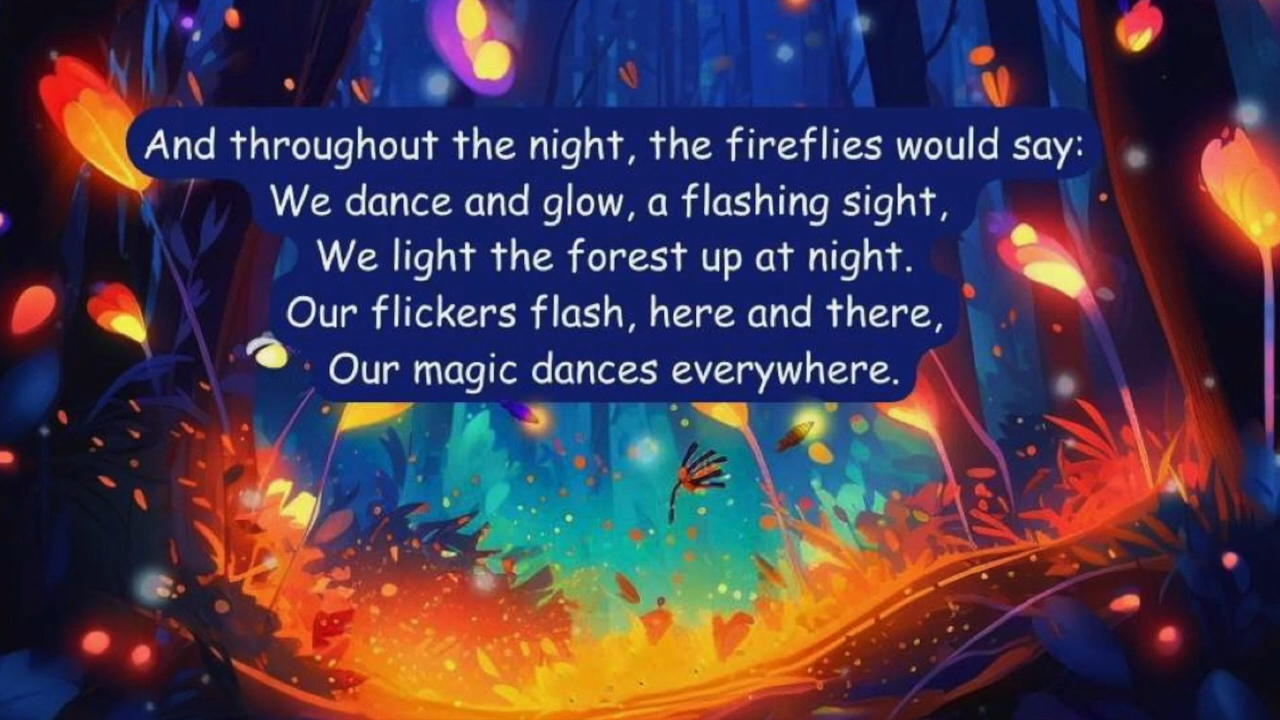 And throughout the night, the fireflies would say:
We dance and glow, a flashing sight,
We light the forest up at night.
Our flickers flash, here and there,
Our magic dances everywhere.